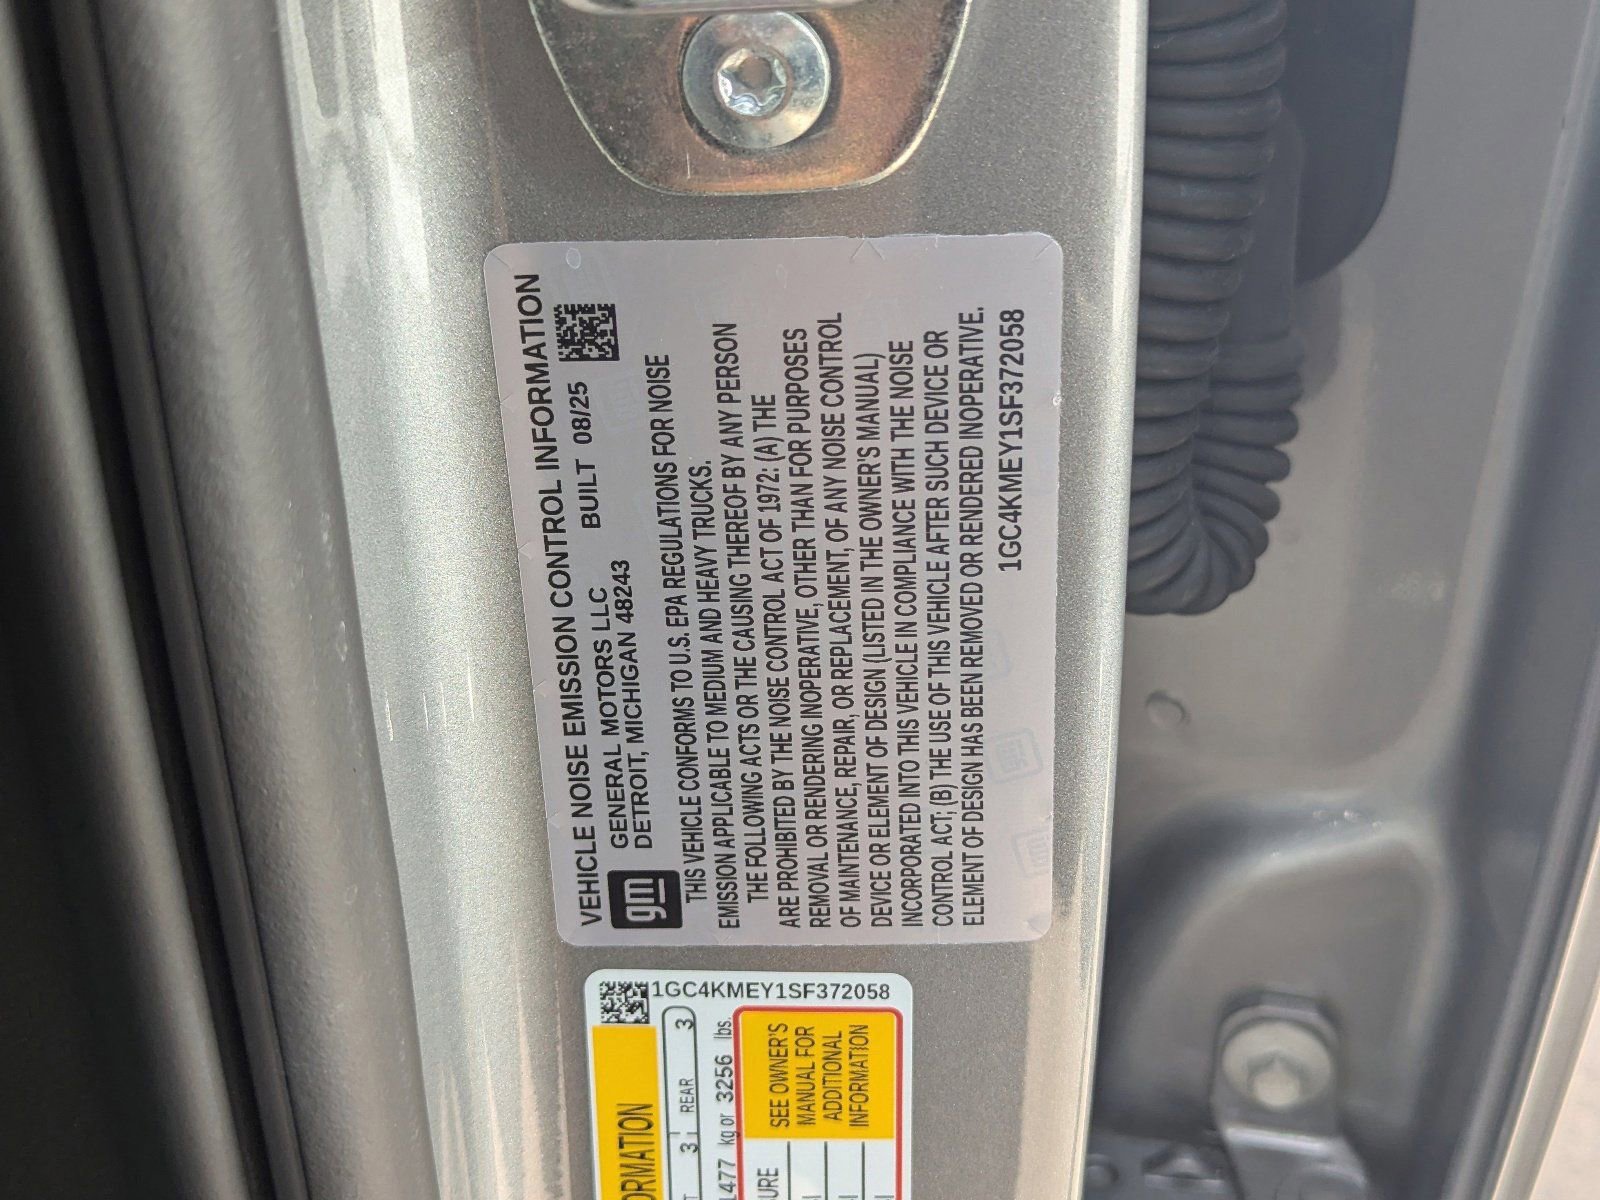 VEHICLE NOISE EMISSION CONTROL INFORMATION
gm
GENERAL MOTORS LLC BUILT 08/25
DETROIT, MICHIGAN 48243
THIS VEHICLE CONFORMS TO U.S. EPA REGULATIONS FOR NOISE
EMISSION APPLICABLE TO MEDIUM AND HEAVY TRUCKS.
THE FOLLOWING ACTS OR THE CAUSING THEREOF BY ANY PERSON
ARE PROHIBITED BY THE NOISE CONTROL ACT OF 1972: (A) THE
REMOVAL OR RENDERING INOPERATIVE, OTHER THAN FOR PURPOSES
OF MAINTENANCE, REPAIR, OR REPLACEMENT, OF ANY NOISE CONTROL
DEVICE OR ELEMENT OF DESIGN (LISTED IN THE OWNER'S MANUAL)
INCORPORATED INTO THIS VEHICLE IN COMPLIANCE WITH THE NOISE
CONTROL ACT; (B) THE USE OF THIS VEHICLE AFTER SUCH DEVICE OR
ELEMENT OF DESIGN HAS BEEN REMOVED OR RENDERED INOPERATIVE.
1GC4KMEY1SF372058
1GC4KMEY1SF372058
ORMATION
T 3 REAR 3
1477 kg or 3256 lbs.
URE
SEE OWNER'S
MANUAL FOR
ADDITIONAL
INFORMATION